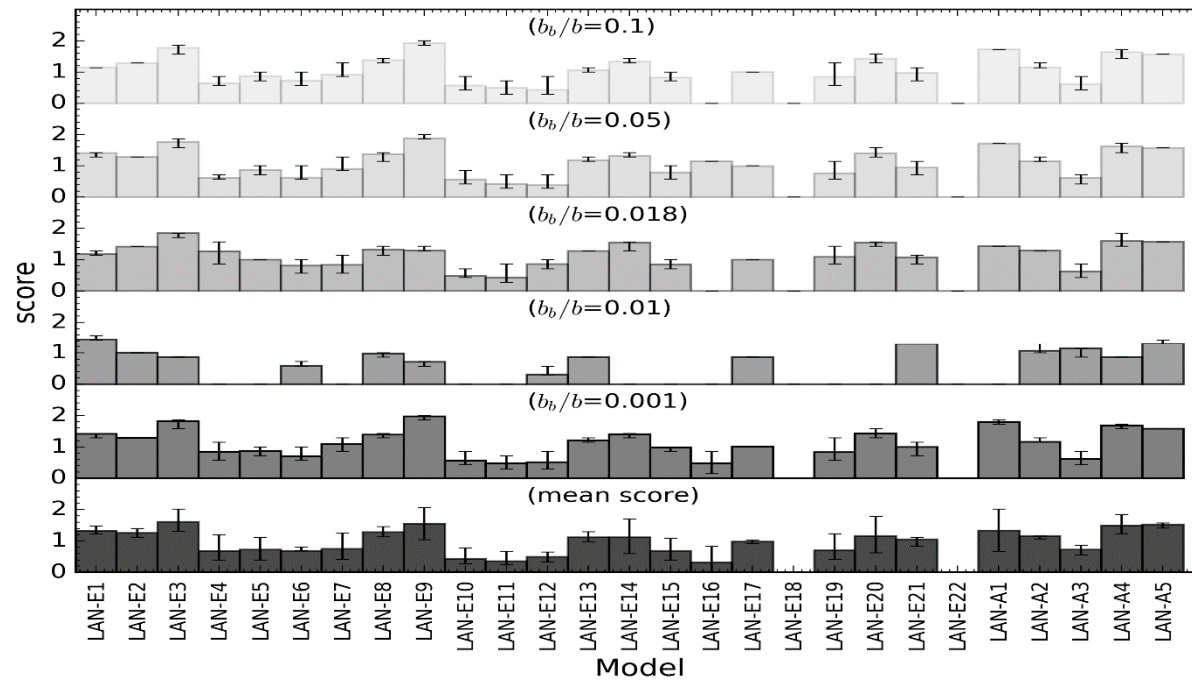 (b_b/b=0.1)
2
1
0
(b_b/b=0.05)
2
1
0
(b_b/b=0.018)
2
1
0
(b_b/b=0.01)
2
1
0
(b_b/b=0.001)
2
1
0
(mean score)
2
1
0
score
LAN-E1
LAN-E2
LAN-E3
LAN-E4
LAN-E5
LAN-E6
LAN-E7
LAN-E8
LAN-E9
LAN-E10
LAN-E11
LAN-E12
LAN-E13
LAN-E14
LAN-E15
LAN-E16
LAN-E17
LAN-E18
LAN-E19
LAN-E20
LAN-E21
LAN-E22
LAN-A1
LAN-A2
LAN-A3
LAN-A4
LAN-A5
Model